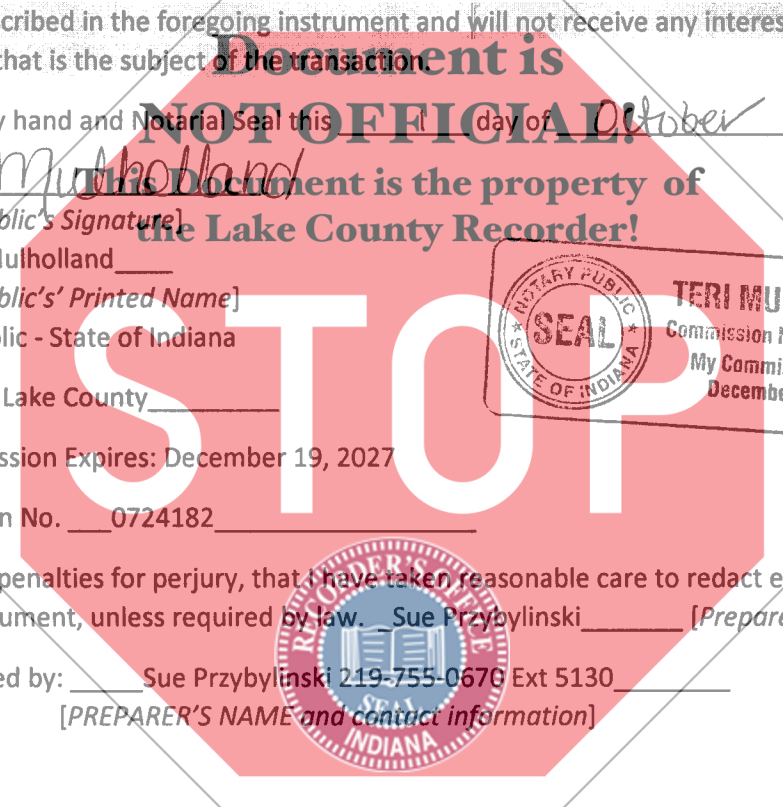 cribed in the foregoing instrument and will not receive any interes
that is the subject of the transaction.
Document is
NOT OFFICIAL!
This Document is the property of
the Lake County Recorder!
y hand and Notarial Seal this 1 day of October
Mulholland
blic's Signature]
Mulholland____
blic's' Printed Name]
lic - State of Indiana
Lake County__________
ssion Expires: December 19, 2027
n No. ___0724182____________________
NOTARY PUBLIC
SEAL
STATE OF INDIANA
TERI MU
Commission
My Commi
Decembe
STOP
penalties for perjury, that I have taken reasonable care to redact e
ument, unless required by law. _Sue Przybylinski________ [Prepare
ed by: _____Sue Przybylinski 219-755-0670 Ext 5130_________
[PREPARER'S NAME and contact information]
RECORDER'S OFFICE
SEAL
INDIANA